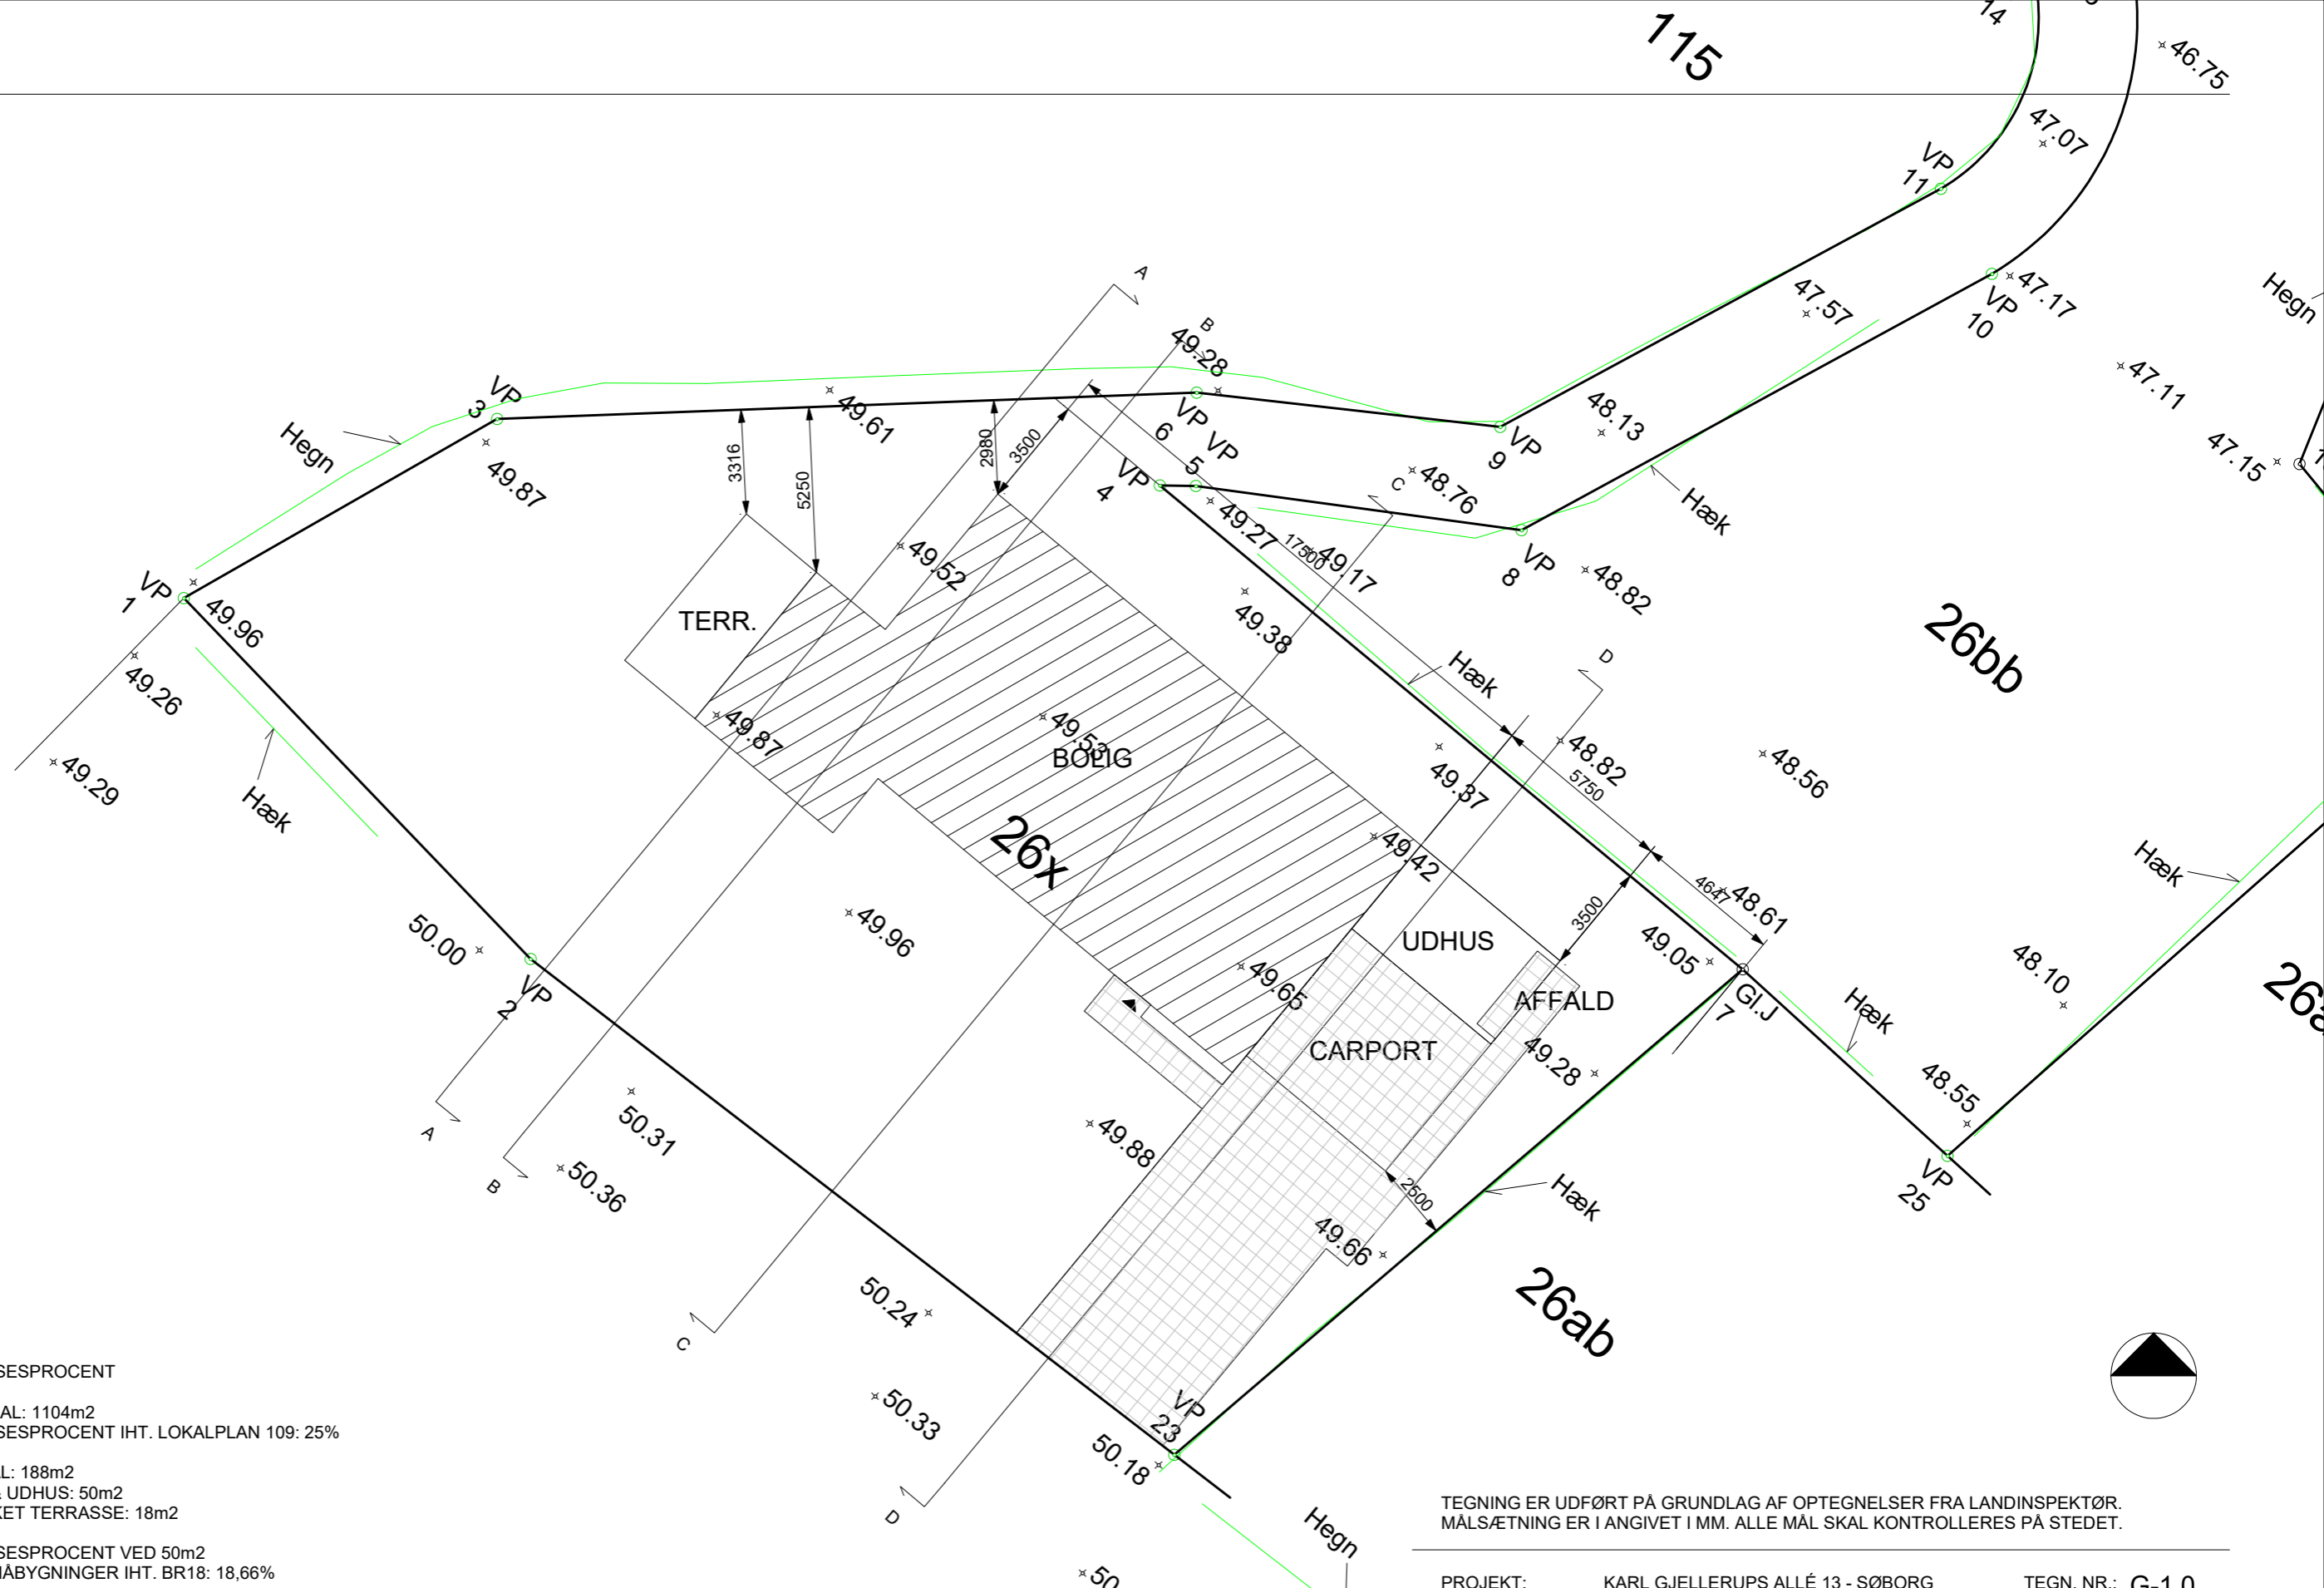 115
14
46.75
47.07
VP
11
47.17
VP
10
Hegn
47.57
47.11
47.15
A
B
49.28
VP
3
49.61
VP
6
VP
5
VP
4
VP
9
48.13
48.76
C
Hæk
Hegn
49.87
3316
5250
2980
3500
49.27
17500
49.17
VP
8
48.82
26bb
VP
1
49.96
49.52
49.38
TERR.
Hæk
D
49.26
49.29
Hæk
49.87
49.53
BOLIG
49.37
48.82
5750
48.56
26x
49.42
Hæk
4647
48.61
3500
50.00
49.96
UDHUS
49.05
48.10
VP
2
49.65
AFFALD
Gl.J
7
Hæk
CARPORT
49.28
48.55
A
50.31
49.88
B
50.36
2500
49.66
Hæk
VP
25
26ab
50.24
C
50.33
VP
23
50.18
D
Hegn
SESPROCENT
AL: 1104m2
SESPROCENT IHT. LOKALPLAN 109: 25%
L: 188m2
UDHUS: 50m2
KET TERRASSE: 18m2
SESPROCENT VED 50m2
ÅBYGNINGER IHT. BR18: 18,66%
TEGNING ER UDFØRT PÅ GRUNDLAG AF OPTEGNELSER FRA LANDINSPEKTØR.
MÅLSÆTNING ER I ANGIVET I MM. ALLE MÅL SKAL KONTROLLERES PÅ STEDET.
PROJEKT: KARL GJELLERUPS ALLÉ 13 - SØBORG TEGN. NR.: G-1.0